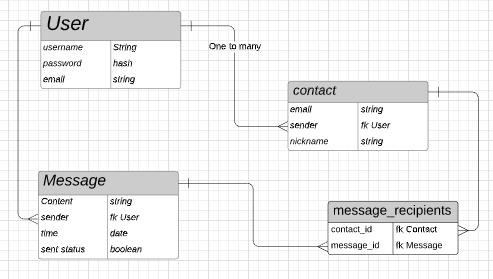 User
username String
password hash
email string
One to many
contact
email string
sender fk User
nickname string
Message
Content string
sender fk User
time date
sent status boolean
message_recipients
contact_id fk Contact
message_id fk Message